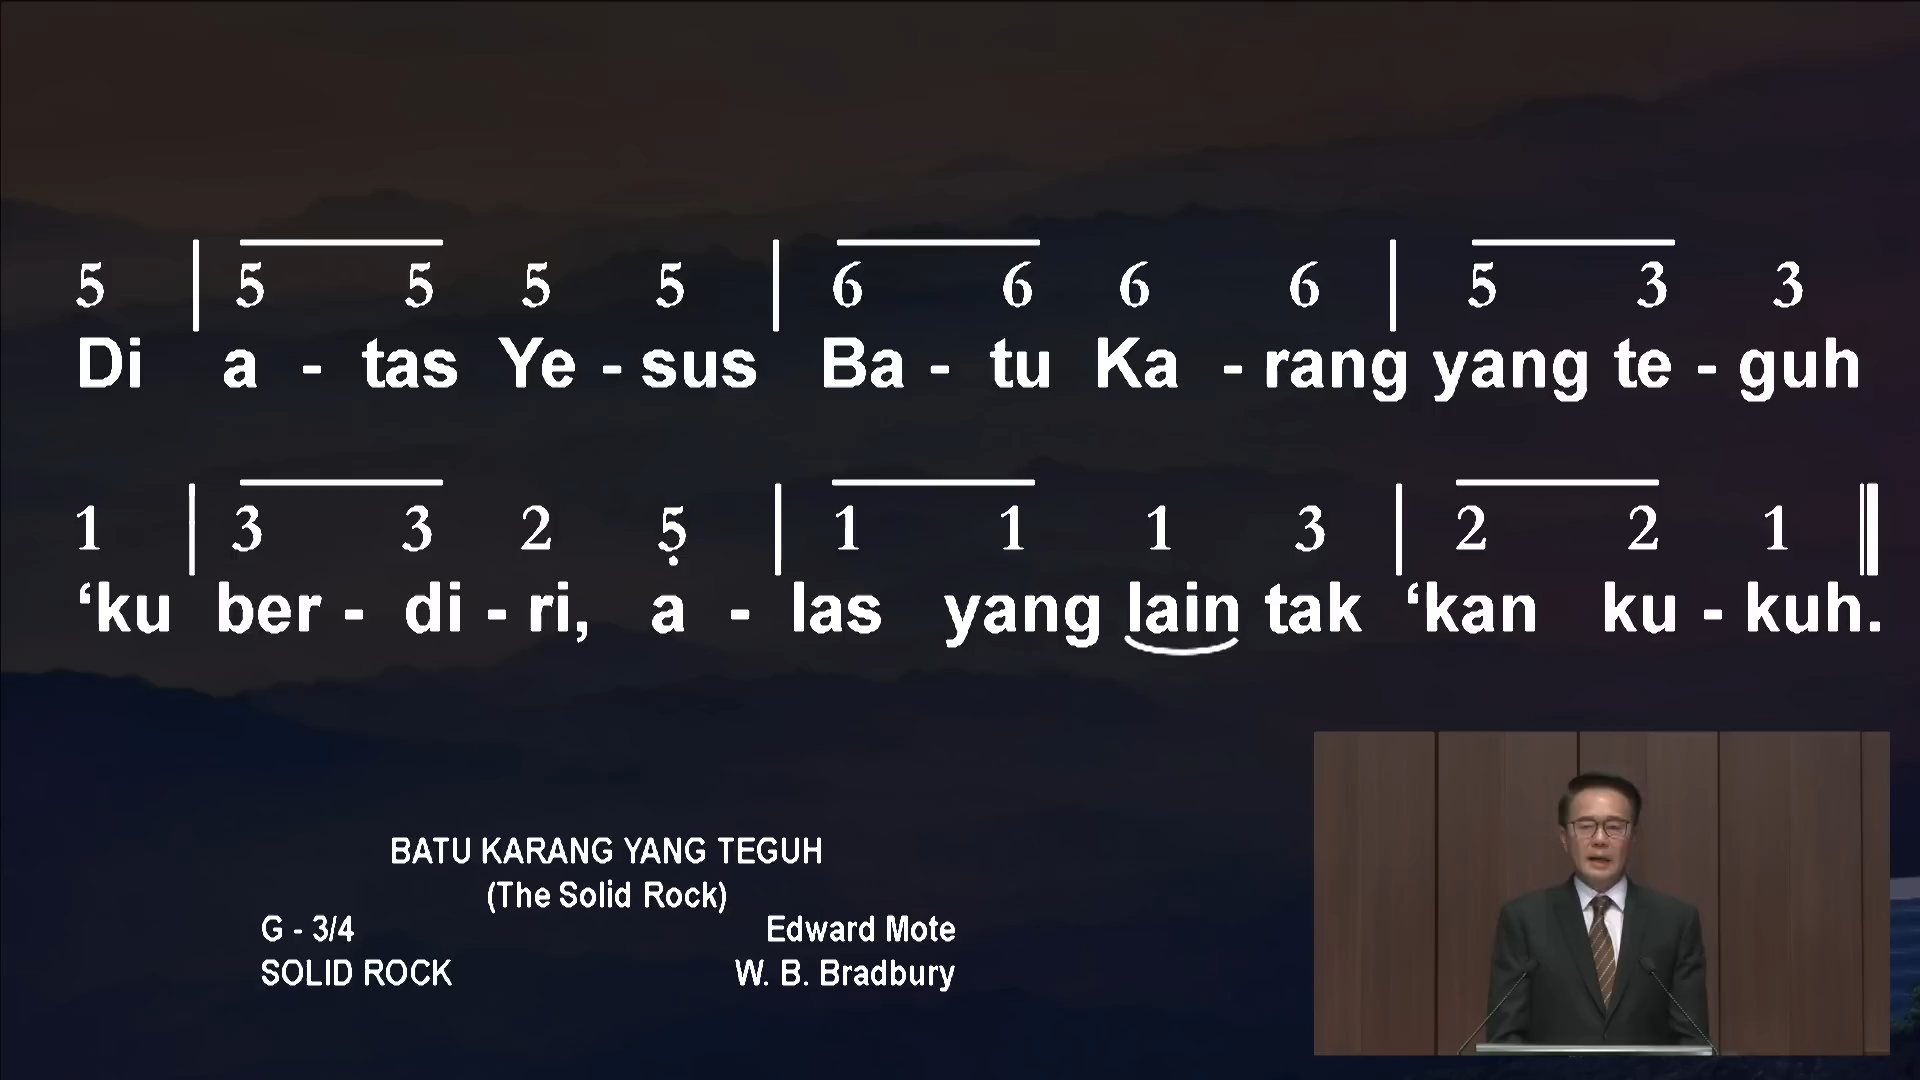 5 | 5 5 5 5 | 6 6 6 6 | 5 3 3
Di a - tas Ye - sus Ba - tu Ka - rang yang te - guh
1 | 3 3 2 5̣ | 1 1 1 3 | 2 2 1 ‖
‘ku ber - di - ri, a - las yang lain tak ‘kan ku - kuh.
BATU KARANG YANG TEGUH
(The Solid Rock)
G - 3/4 Edward Mote
SOLID ROCK W. B. Bradbury